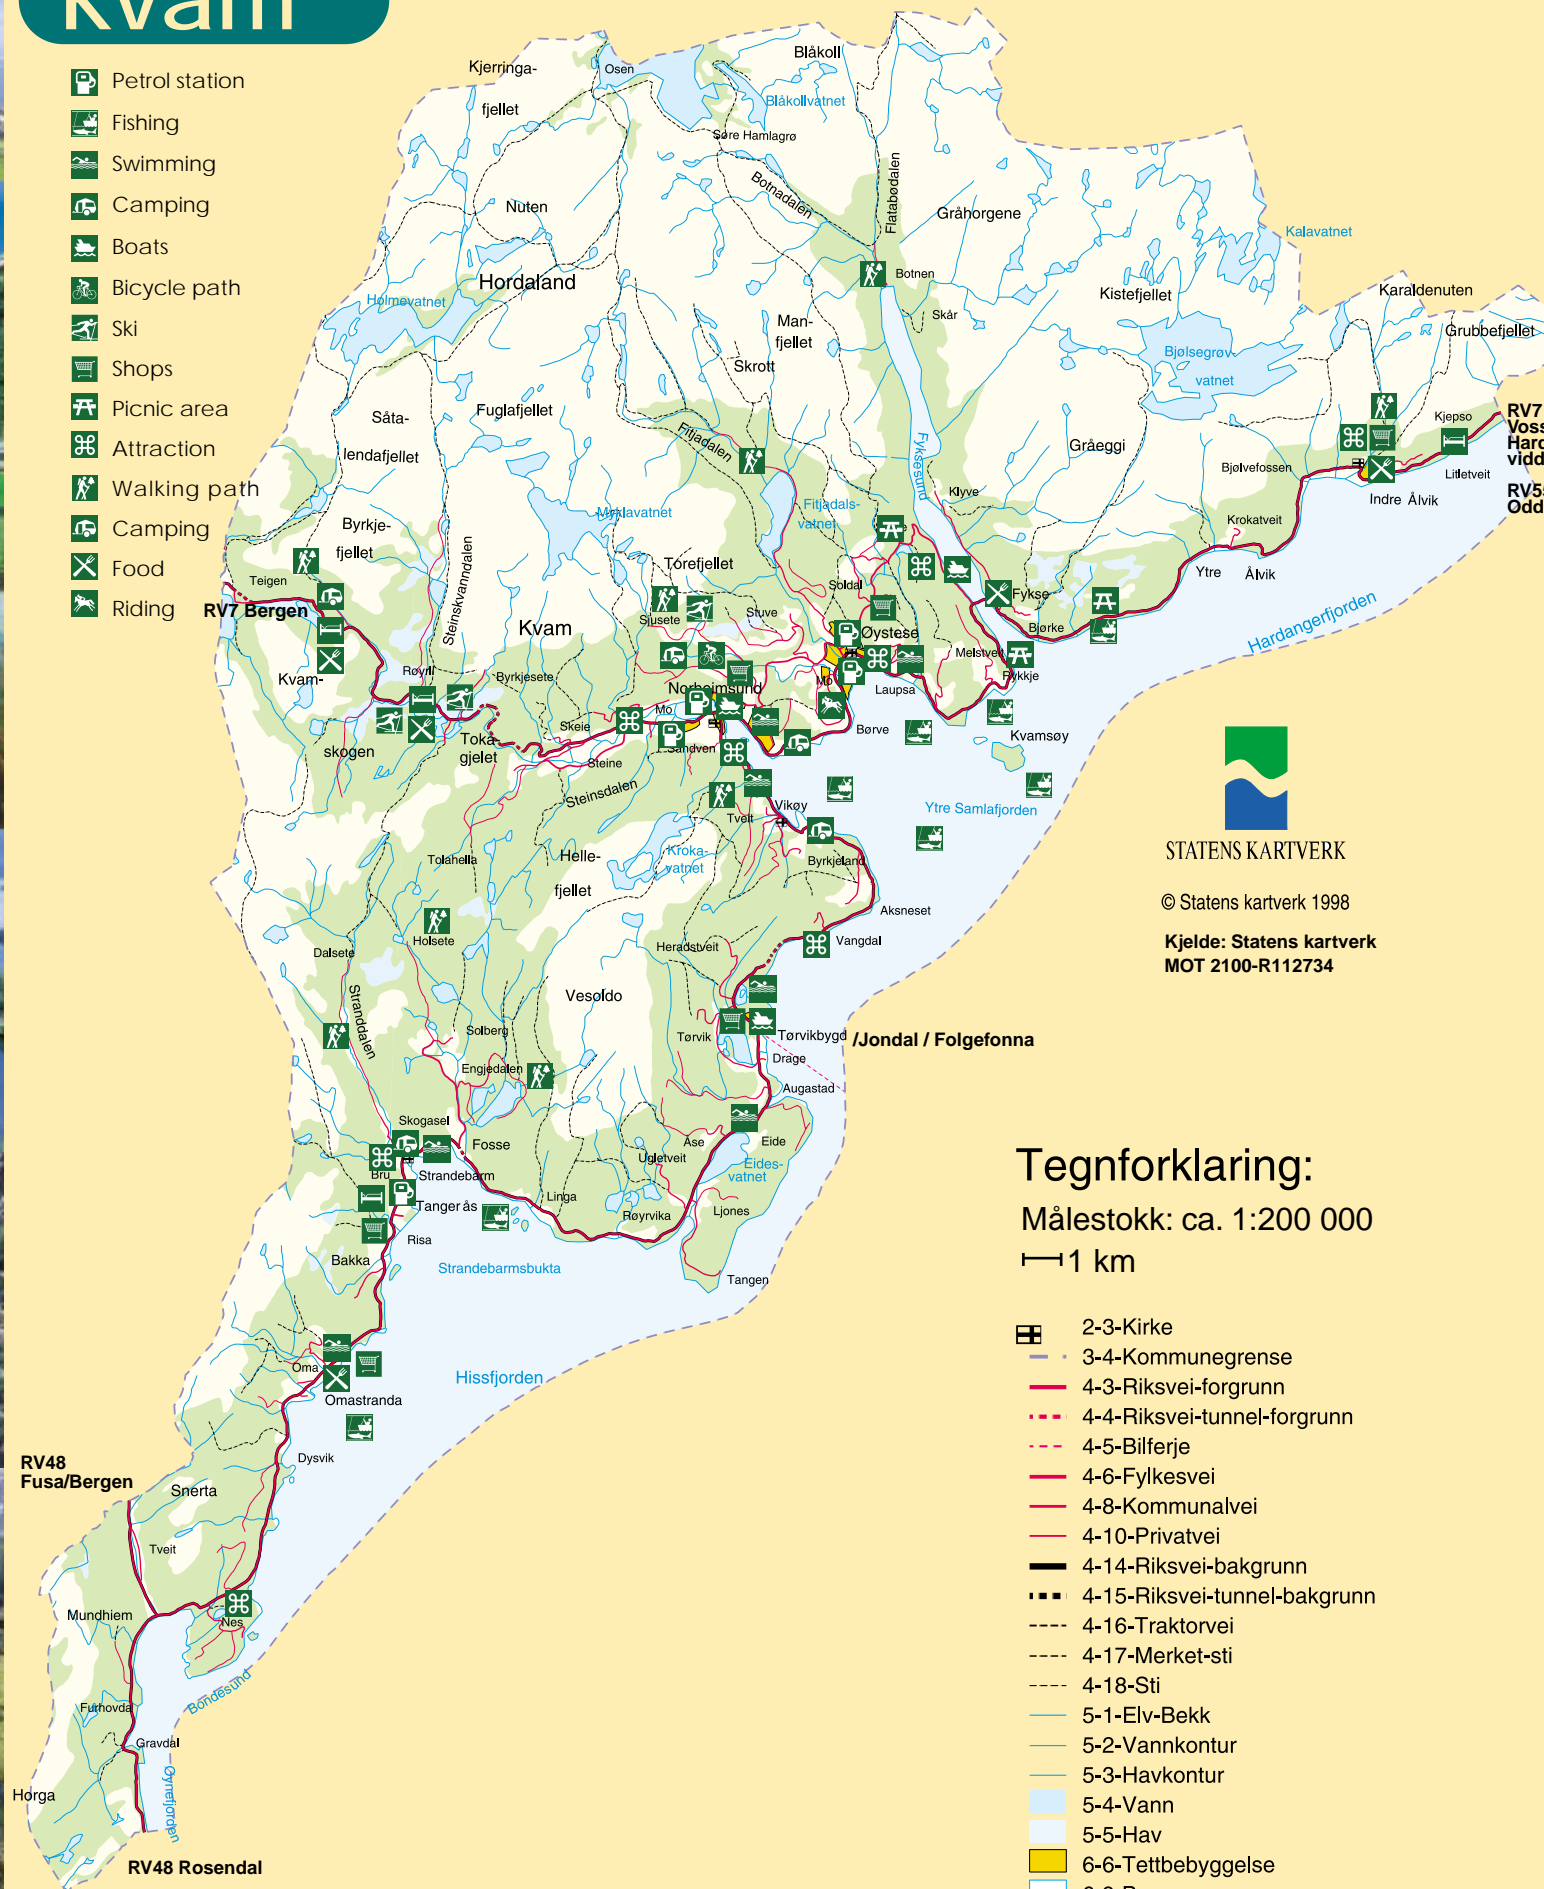 Kvam
Petrol station
Fishing
Swimming
Camping
Boats
Bicycle path
Ski
Shops
Picnic area
Attraction
Walking path
Camping
Food
Riding
Kjerringa-
fjellet
Osen
Blåkoll
Blåkollvatnet
Søre Hamlagrø
Botnadalen
Flatabødalen
Nuten
Gråhorgene
Kalavatnet
Hordaland
Botnen
Holmevatnet
Kistefjellet
Karaldenuten
Skår
Man-
fjellet
Grubbefjellet
Bjølsegrøv-
vatnet
Skrott
Såta-
lendafjellet
Fuglafjellet
Fitjadalen
Fyksesund
Gråeggi
Kjepso
RV7
Voss
Hard
vidd
Bjølvefossen
Litletveit
Indre Ålvik
RV55
Odd
Klyve
Krokatveit
Byrkje-
fjellet
Myklavatnet
Fitjadals-
vatnet
Steinskvanndalen
Torefjellet
Ytre
Ålvik
Teigen
RV7 Bergen
Soldal
Fykse
Sjusete
Stuve
Kvam
Øystese
Bjørke
Hardangerfjorden
Melstveit
Rykkje
Røyrli
Byrkjesete
Kvam-
skogen
Norheimsund
Mo
Mo
Laupsa
Skeie
Børve
Kvamsøy
Toka-
gjelet
Steine
Sandven
Steinsdalen
Vikøy
Tveit
Ytre Samlafjorden
STATENS KARTVERK
Tolahella
Helle-
fjellet
Kroka-
vatnet
Byrkjeland
© Statens kartverk 1998
Aksneset
Kjelde: Statens kartverk
MOT 2100-R112734
Holsete
Dalsete
Heradstveit
Vangdal
Stranddalen
Vesoldo
Solberg
Tørvik
Tørvikbygd
/Jondal / Folgefonna
Drage
Engjedalen
Augastad
Skogasel
Fosse
Åse
Eide
Ugletveit
Eides-
vatnet
Bru
Strandebarm
Tanger ås
Linga
Røyrvika
Ljones
Risa
Bakka
Strandebarmsbukta
Tangen
Tegnforklaring:
Målestokk: ca. 1:200 000
1 km
Oma
Omastranda
Hissfjorden
Dysvik
RV48
Fusa/Bergen
Snerta
Tveit
Mundhiem
Nes
Bondesund
Furhovda
Gravdal
Øynefjorden
Horga
RV48 Rosendal
2-3-Kirke
3-4-Kommunegrense
4-3-Riksvei-forgrunn
4-4-Riksvei-tunnel-forgrunn
4-5-Bilferje
4-6-Fylkesvei
4-8-Kommunalvei
4-10-Privatvei
4-14-Riksvei-bakgrunn
4-15-Riksvei-tunnel-bakgrunn
4-16-Traktorvei
4-17-Merket-sti
4-18-Sti
5-1-Elv-Bekk
5-2-Vannkontur
5-3-Havkontur
5-4-Vann
5-5-Hav
6-6-Tettbebyggelse